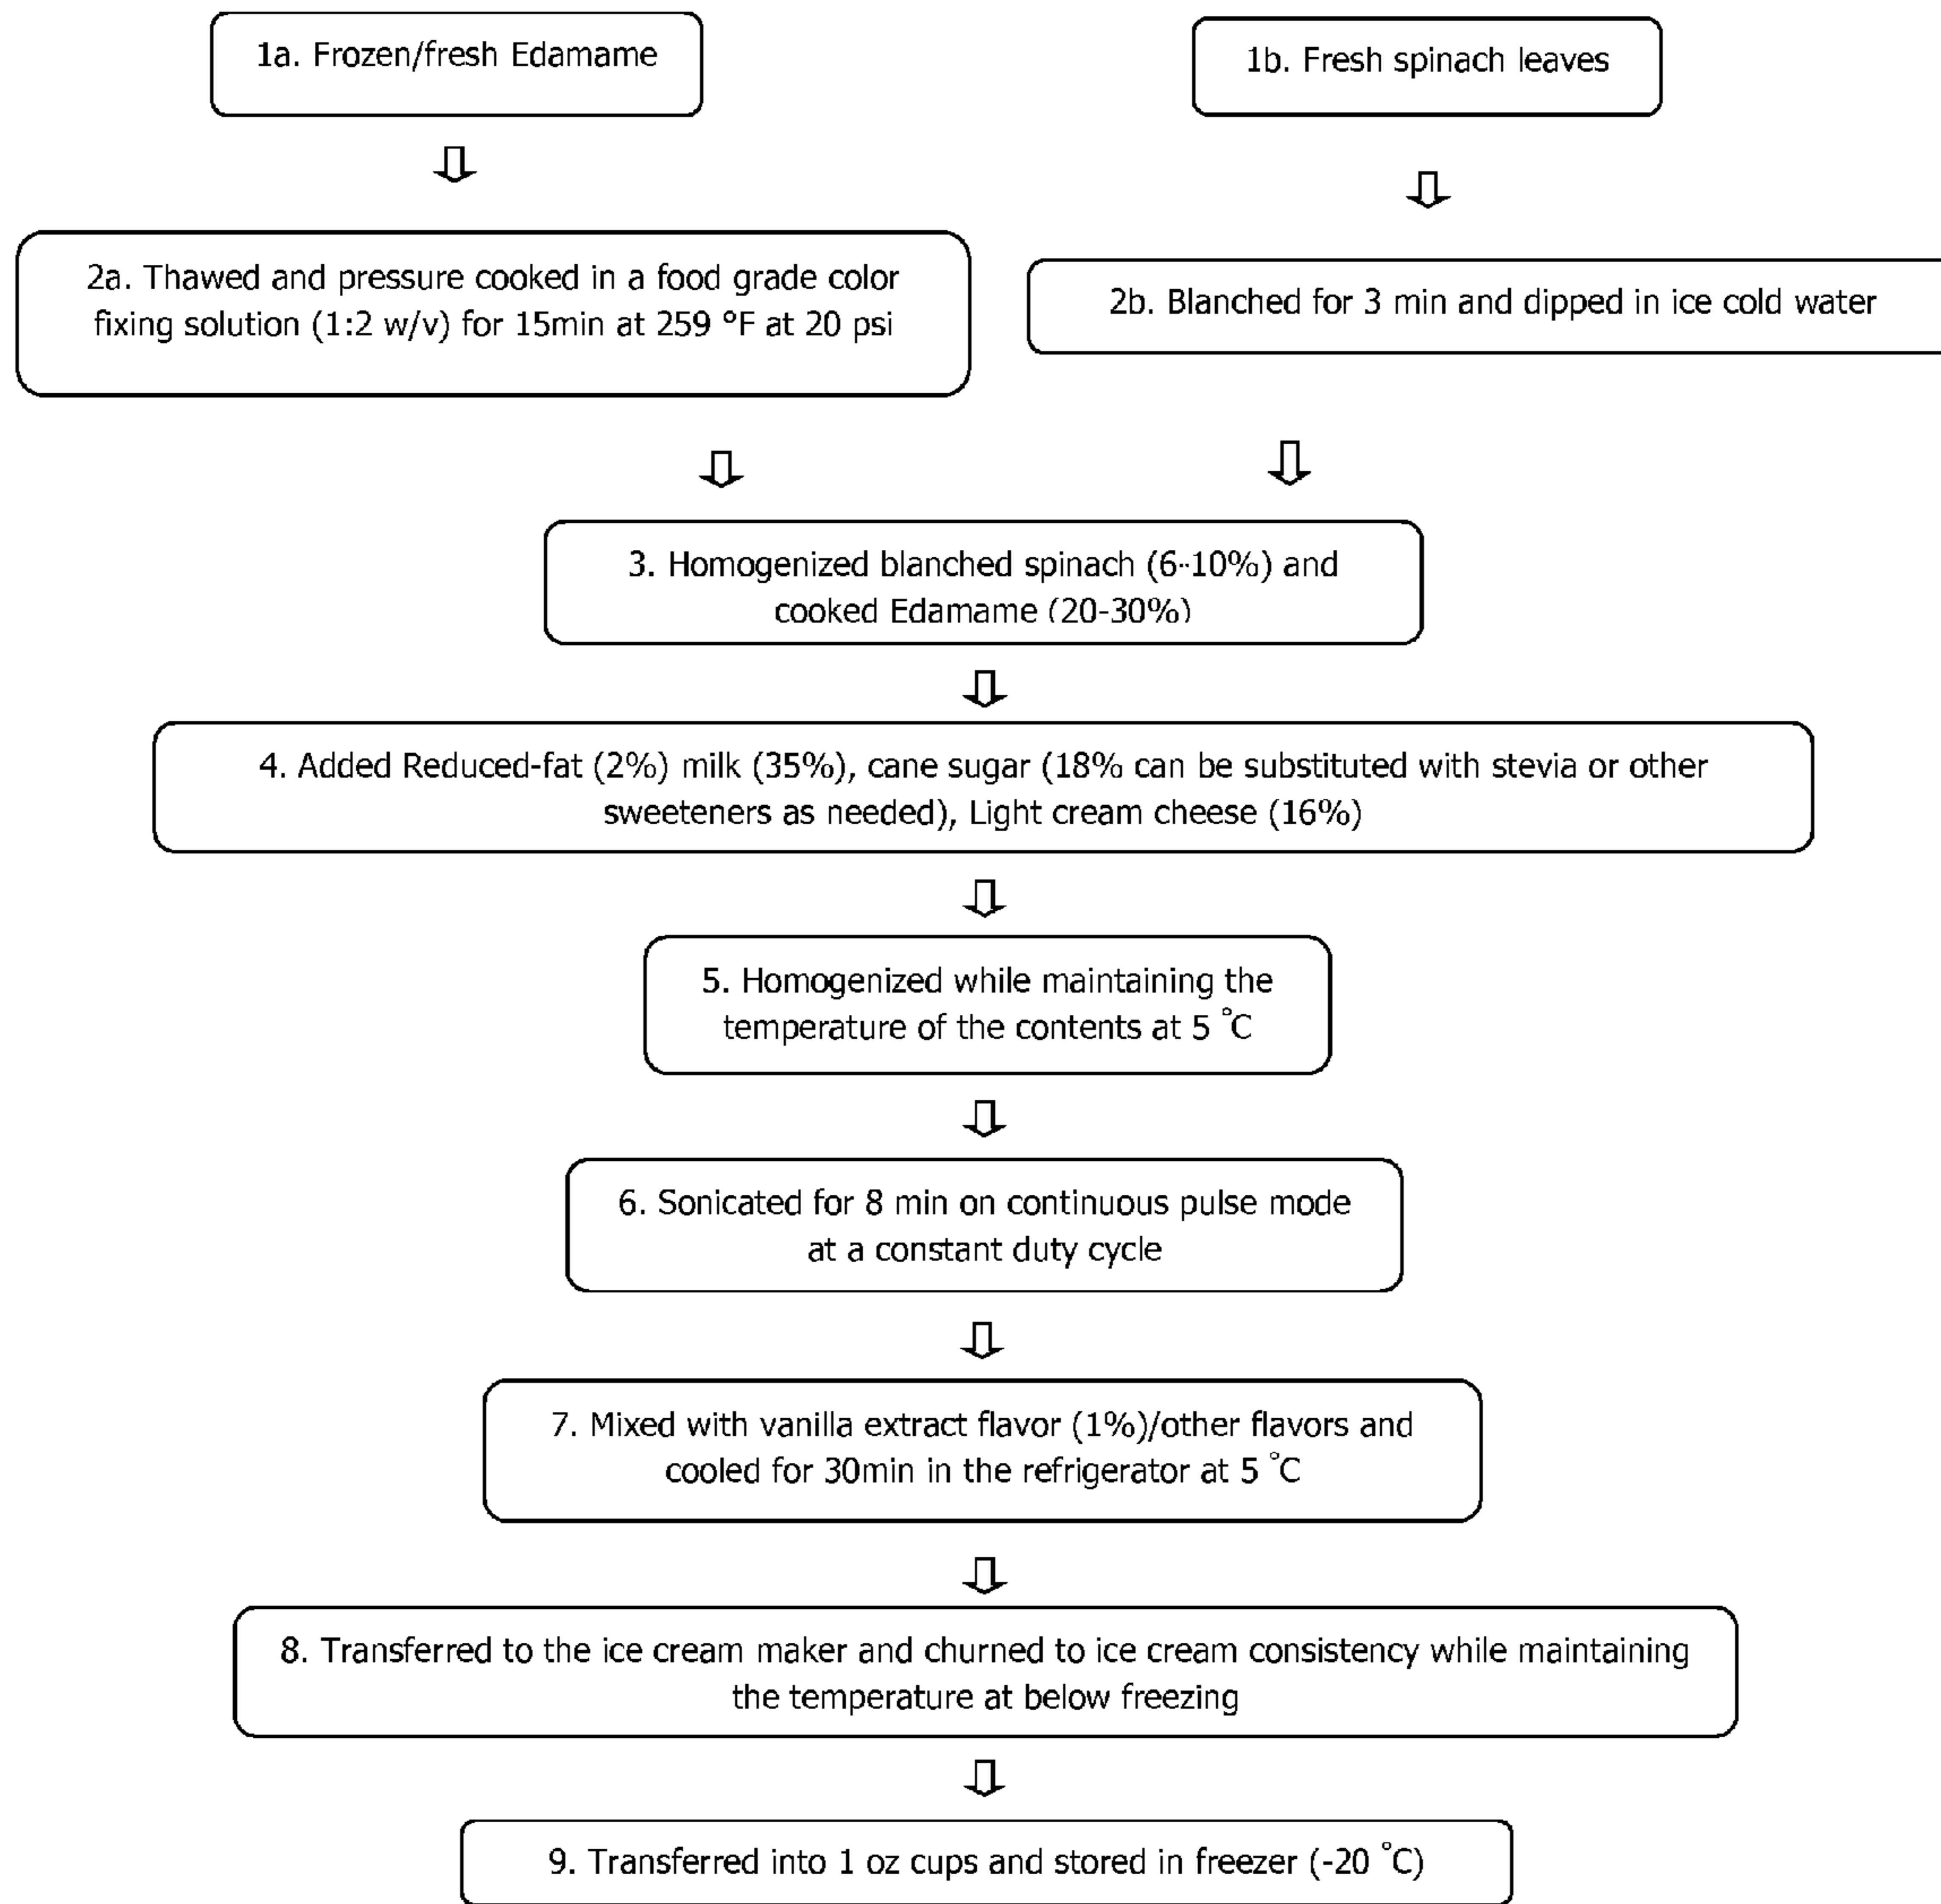 1a. Frozen/fresh Edamame
1b. Fresh spinach leaves
2a. Thawed and pressure cooked in a food grade color
fixing solution (1:2 w/v) for 15min at 259 °F at 20 psi
2b. Blanched for 3 min and dipped in ice cold water
3. Homogenized blanched spinach (6-10%) and
cooked Edamame (20-30%)
4. Added Reduced-fat (2%) milk (35%), cane sugar (18% can be substituted with stevia or other
sweeteners as needed), Light cream cheese (16%)
5. Homogenized while maintaining the
temperature of the contents at 5 °C
6. Sonicated for 8 min on continuous pulse mode
at a constant duty cycle
7. Mixed with vanilla extract flavor (1%)/other flavors and
cooled for 30min in the refrigerator at 5 °C
8. Transferred to the ice cream maker and churned to ice cream consistency while maintaining
the temperature at below freezing
9. Transferred into 1 oz cups and stored in freezer (-20 °C)